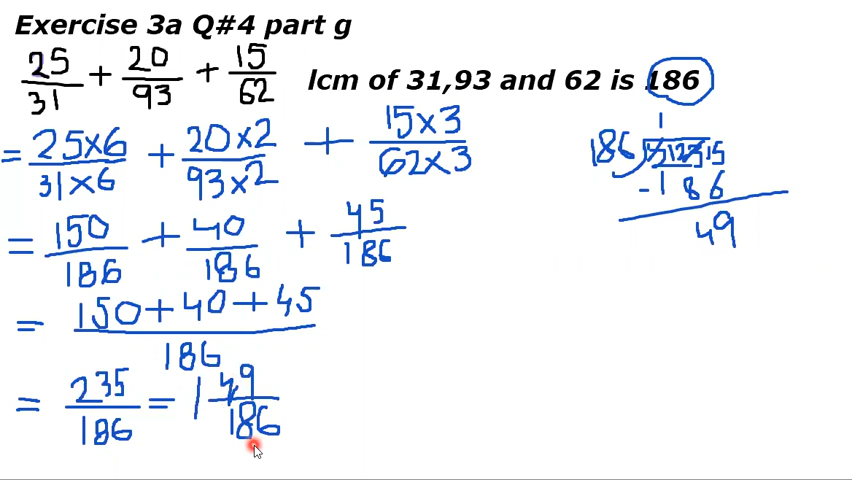 Exercise 3a Q#4 part g
25/31 + 20/93 + 15/62 lcm of 31,93 and 62 is 186
= 25×6/31×6 + 20×2/93×2 + 15×3/62×3
= 150/186 + 40/186 + 45/186
= 150+40+45/186
= 235/186 = 1 49/186
1
186
-186
49